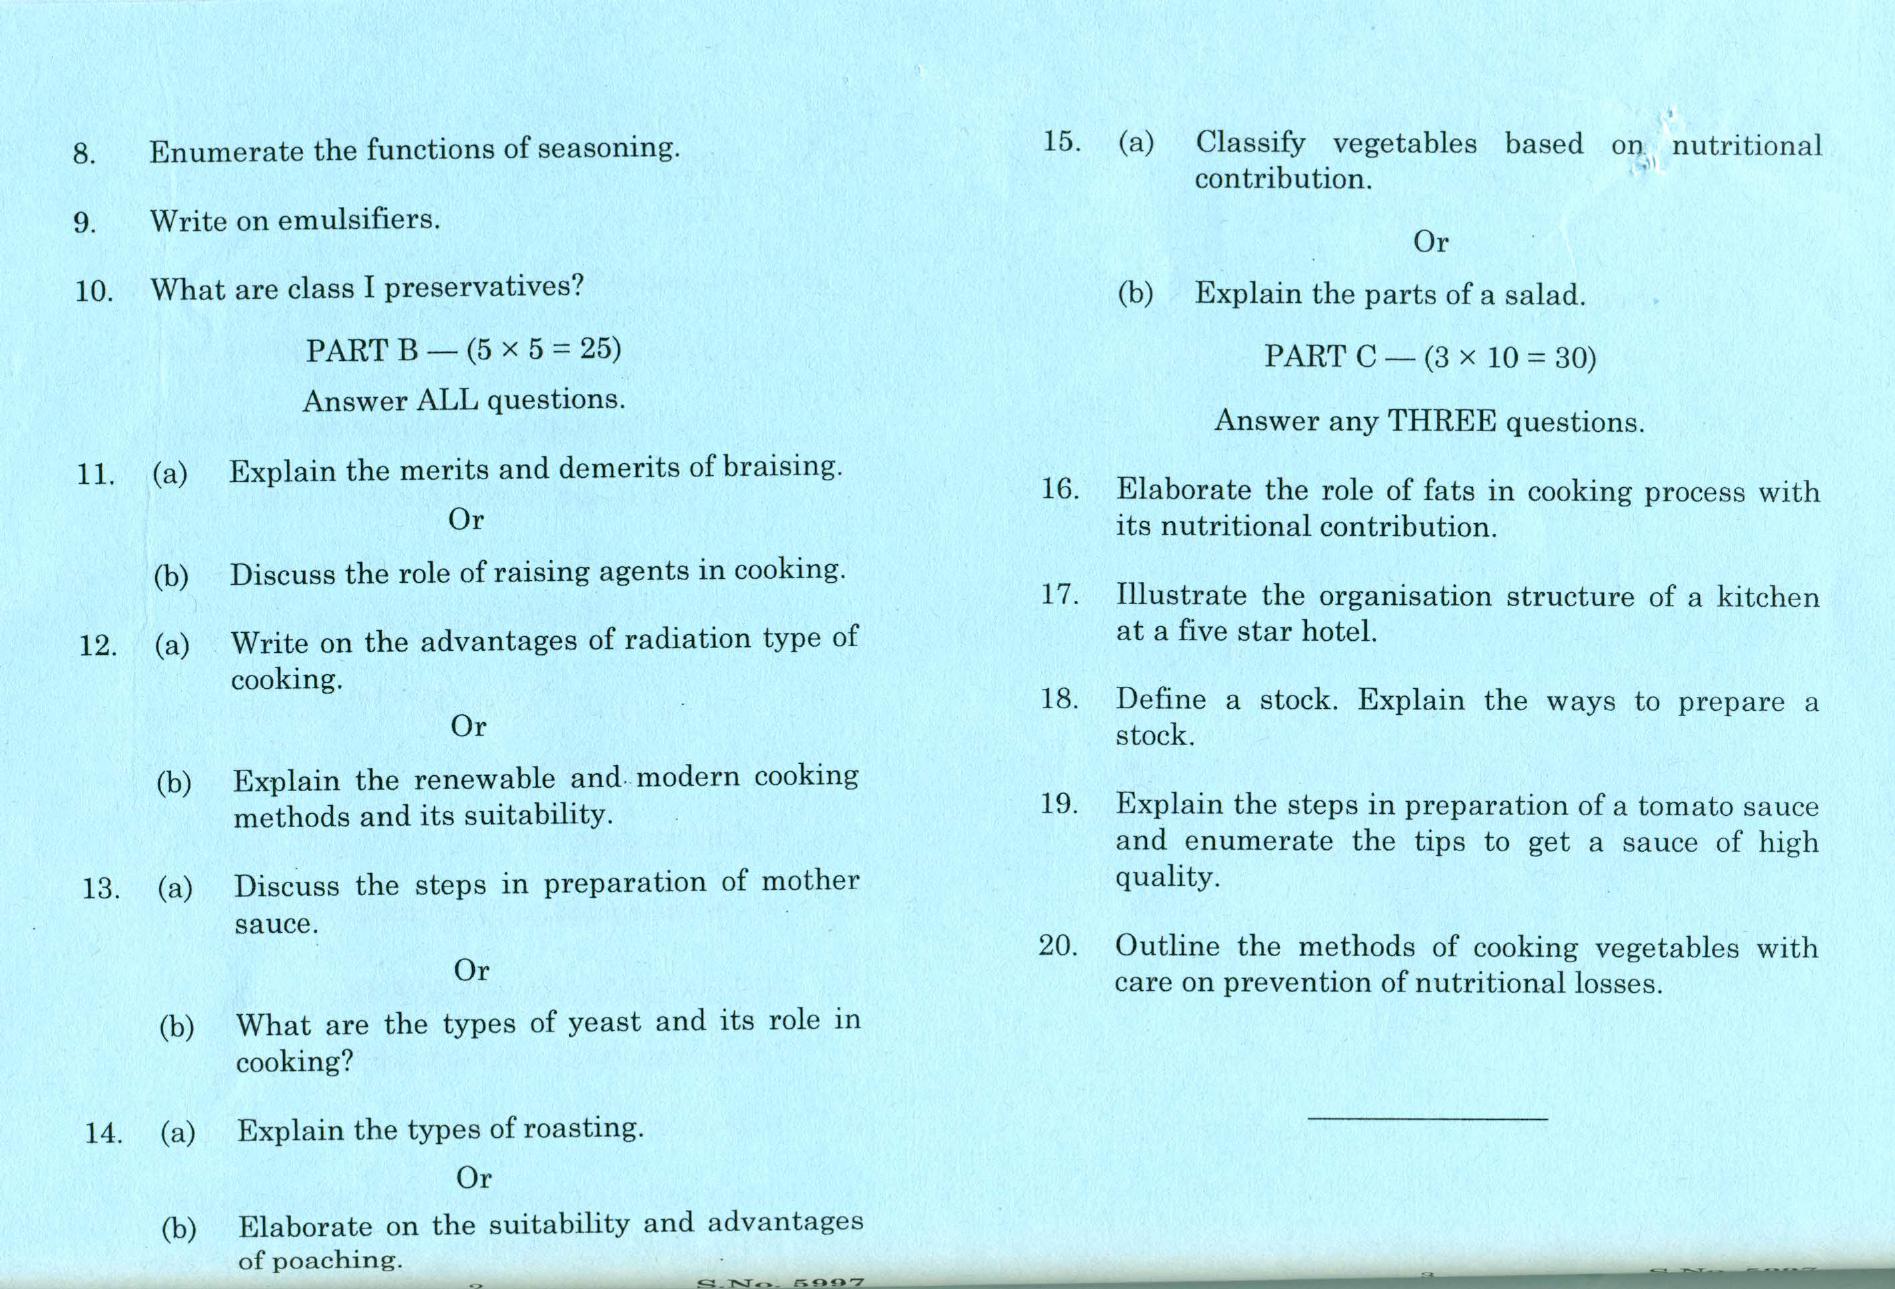 8. Enumerate the functions of seasoning.
9. Write on emulsifiers.
10. What are class I preservatives?
PART B — (5 × 5 = 25)
Answer ALL questions.
11. (a) Explain the merits and demerits of braising.
Or
(b) Discuss the role of raising agents in cooking.
12. (a) Write on the advantages of radiation type of
cooking.
Or
(b) Explain the renewable and modern cooking
methods and its suitability.
13. (a) Discuss the steps in preparation of mother
sauce.
Or
(b) What are the types of yeast and its role in
cooking?
14. (a) Explain the types of roasting.
Or
(b) Elaborate on the suitability and advantages
of poaching.
2 S.No. 5997
15. (a) Classify vegetables based on nutritional
contribution.
Or
(b) Explain the parts of a salad.
PART C — (3 × 10 = 30)
Answer any THREE questions.
16. Elaborate the role of fats in cooking process with
its nutritional contribution.
17. Illustrate the organisation structure of a kitchen
at a five star hotel.
18. Define a stock. Explain the ways to prepare a
stock.
19. Explain the steps in preparation of a tomato sauce
and enumerate the tips to get a sauce of high
quality.
20. Outline the methods of cooking vegetables with
care on prevention of nutritional losses.